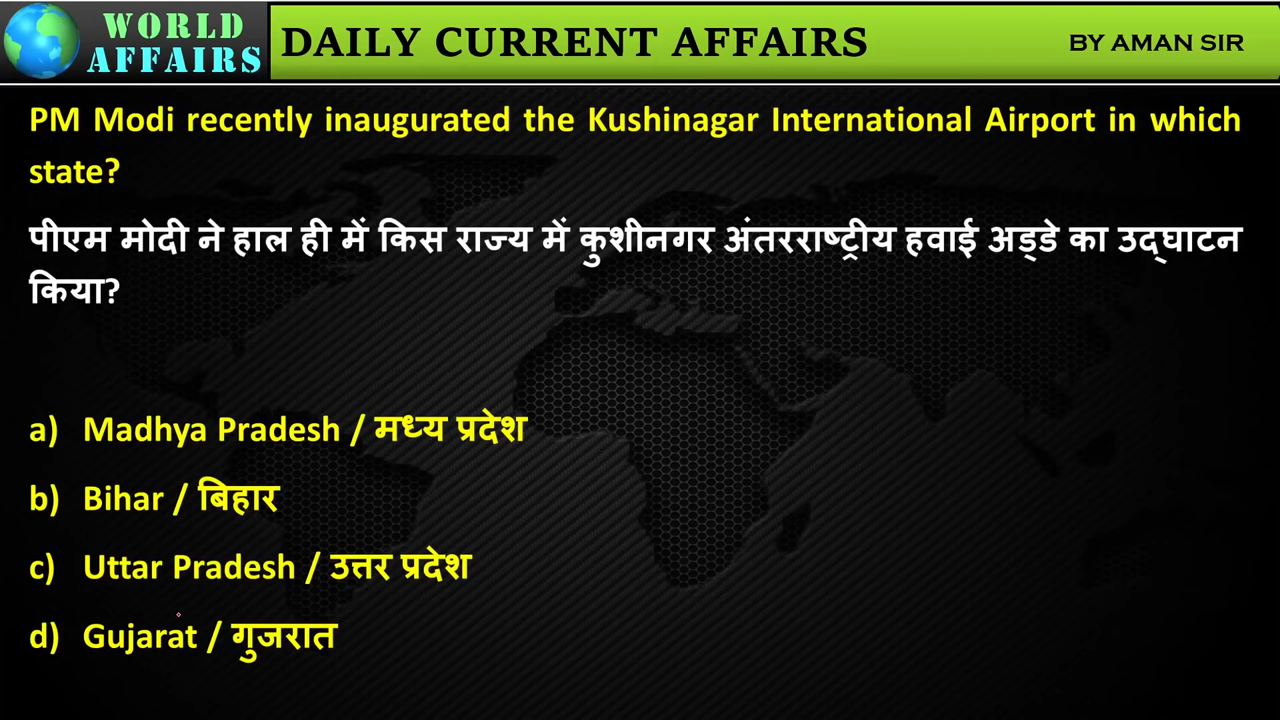 WORLD
AFFAIRS
DAILY CURRENT AFFAIRS
BY AMAN SIR
PM Modi recently inaugurated the Kushinagar International Airport in which
state?
पीएम मोदी ने हाल ही में किस राज्य में कुशीनगर अंतरराष्ट्रीय हवाई अड्डे का उद्घाटन
किया?
a) Madhya Pradesh / मध्य प्रदेश
b) Bihar / बिहार
c) Uttar Pradesh / उत्तर प्रदेश
d) Gujarat / गुजरात